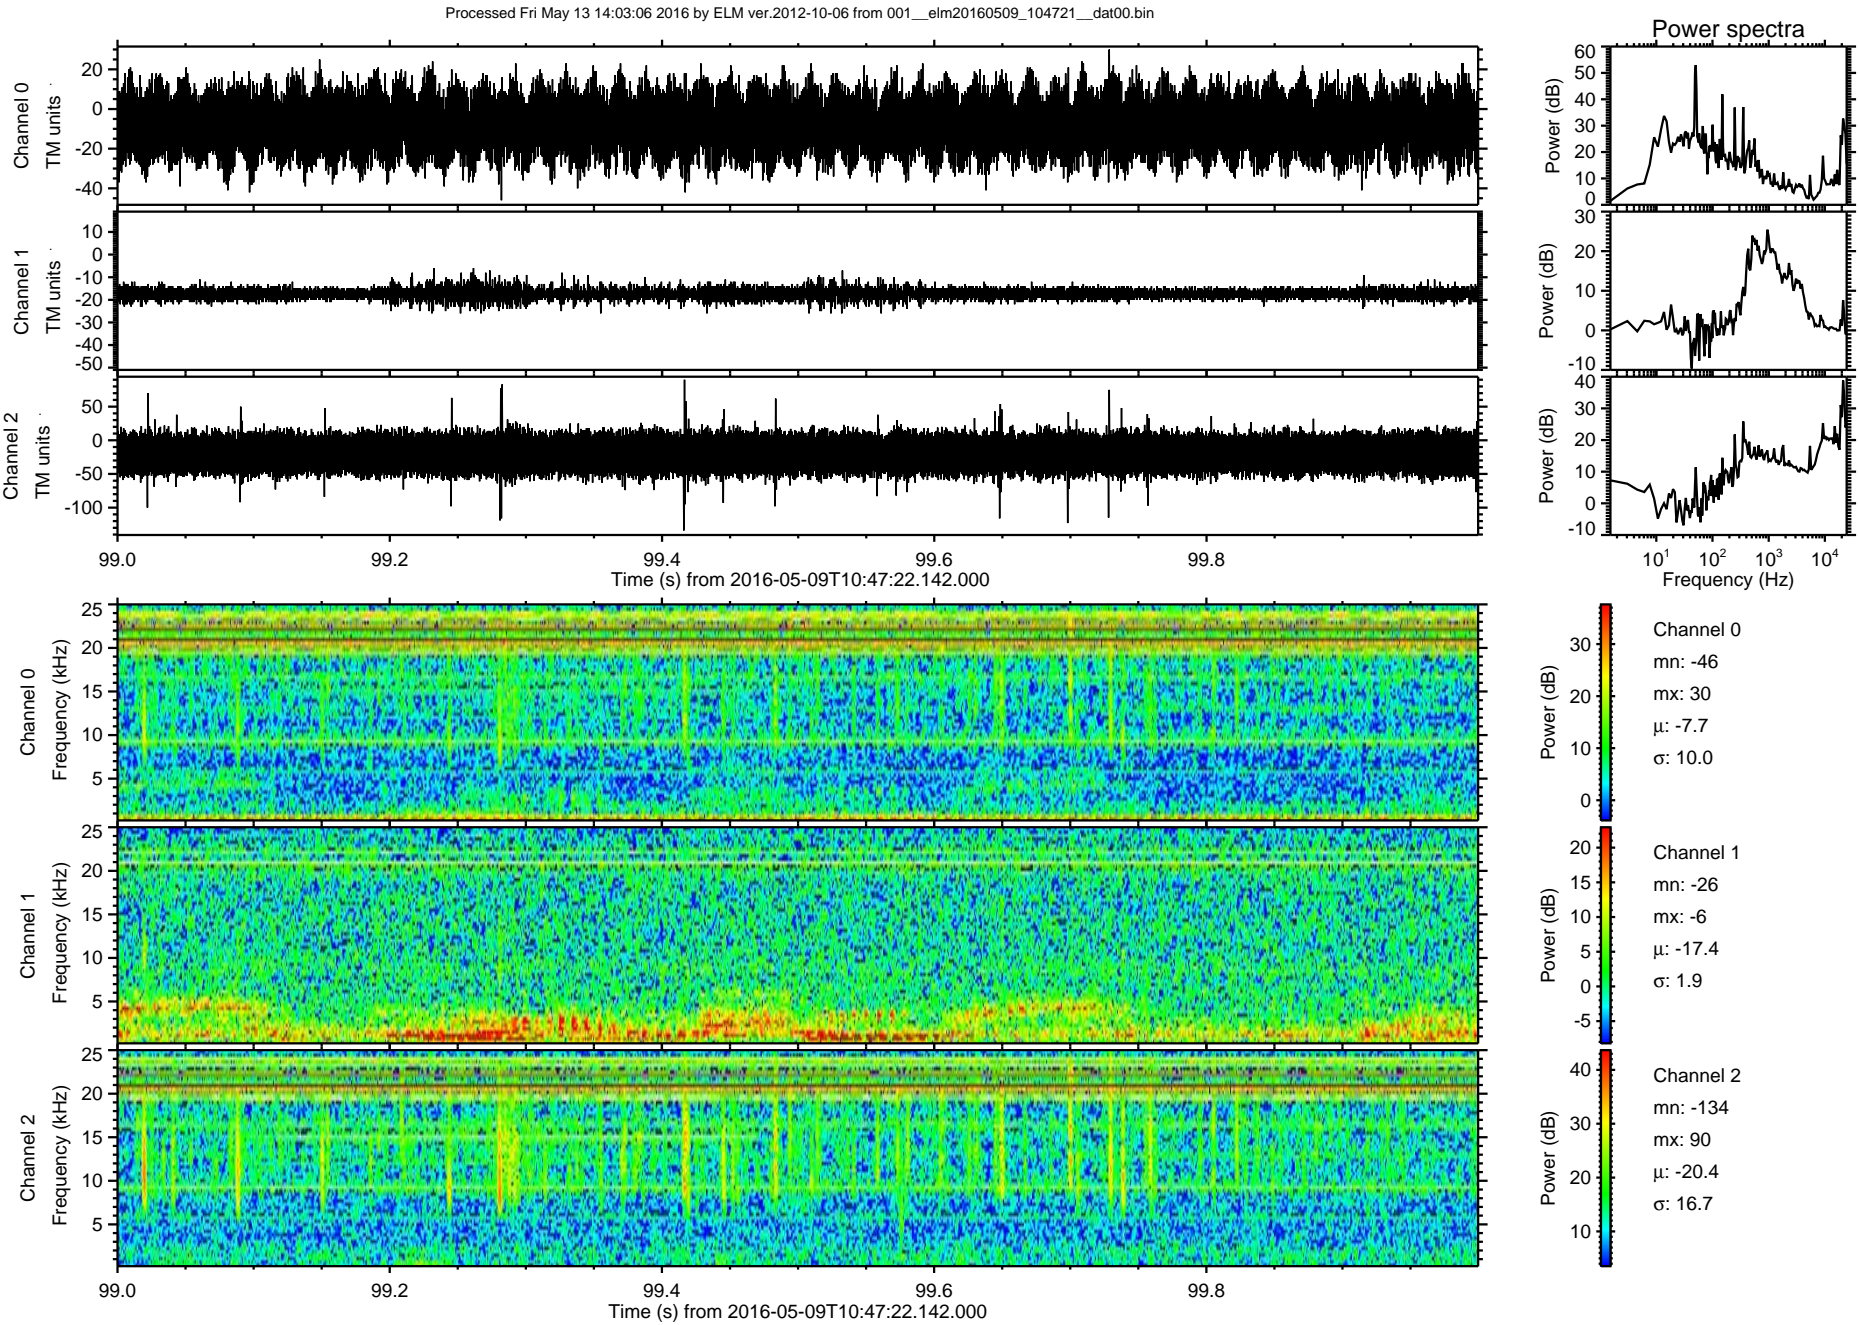 Processed Fri May 13 14:03:06 2016 by ELM ver.2012-10-06 from 001__elm20160509_104721__dat00.bin
Power spectra
Channel 0
TM units
20
0
-20
-40
Power (dB)
60
50
40
30
20
10
0
Channel 1
TM units
10
0
-10
-20
-30
-40
-50
Power (dB)
30
20
10
0
-10
Channel 2
TM units
50
0
-50
-100
Power (dB)
40
30
20
10
0
-10
99.0 99.2 99.4 99.6 99.8
Time (s) from 2016-05-09T10:47:22.142.000
10¹ 10² 10³ 10⁴
Frequency (Hz)
Channel 0
Frequency (kHz)
25
20
15
10
5
Power (dB)
30
20
10
0
Channel 0
mn: -46
mx: 30
μ: -7.7
σ: 10.0
Channel 1
Frequency (kHz)
25
20
15
10
5
Power (dB)
20
15
10
5
0
-5
Channel 1
mn: -26
mx: -6
μ: -17.4
σ: 1.9
Channel 2
Frequency (kHz)
25
20
15
10
5
Power (dB)
40
30
20
10
Channel 2
mn: -134
mx: 90
μ: -20.4
σ: 16.7
99.0 99.2 99.4 99.6 99.8
Time (s) from 2016-05-09T10:47:22.142.000